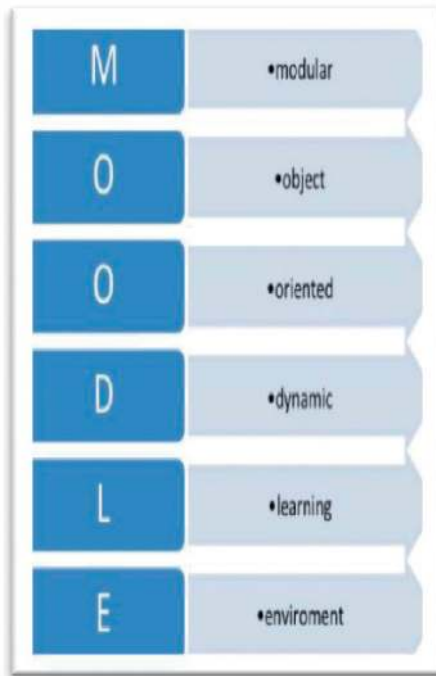 M •modular
O •object
O •oriented
D •dynamic
L •learning
E •enviroment